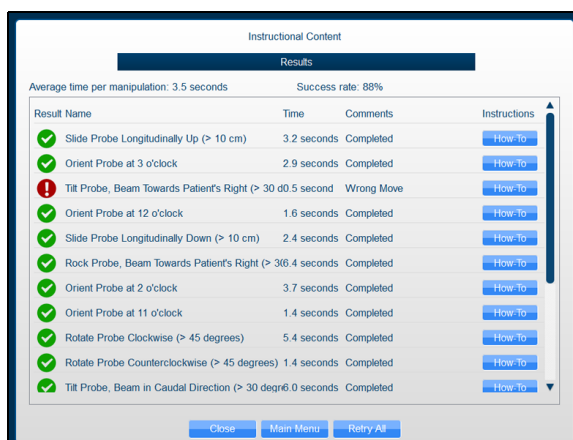 Instructional Content
Results
Average time per manipulation: 3.5 seconds Success rate: 88%
Result Name Time Comments Instructions
Slide Probe Longitudinally Up (> 10 cm) 3.2 seconds Completed How-To
Orient Probe at 3 o'clock 2.9 seconds Completed How-To
Tilt Probe, Beam Towards Patient's Right (> 30 d0.5 second Wrong Move How-To
Orient Probe at 12 o'clock 1.6 seconds Completed How-To
Slide Probe Longitudinally Down (> 10 cm) 2.4 seconds Completed How-To
Rock Probe, Beam Towards Patient's Right (> 36.4 seconds Completed How-To
Orient Probe at 2 o'clock 3.7 seconds Completed How-To
Orient Probe at 11 o'clock 1.4 seconds Completed How-To
Rotate Probe Clockwise (> 45 degrees) 5.4 seconds Completed How-To
Rotate Probe Counterclockwise (> 45 degrees) 1.4 seconds Completed How-To
Tilt Probe, Beam in Caudal Direction (> 30 degr6.0 seconds Completed How-To
Close Main Menu Retry All